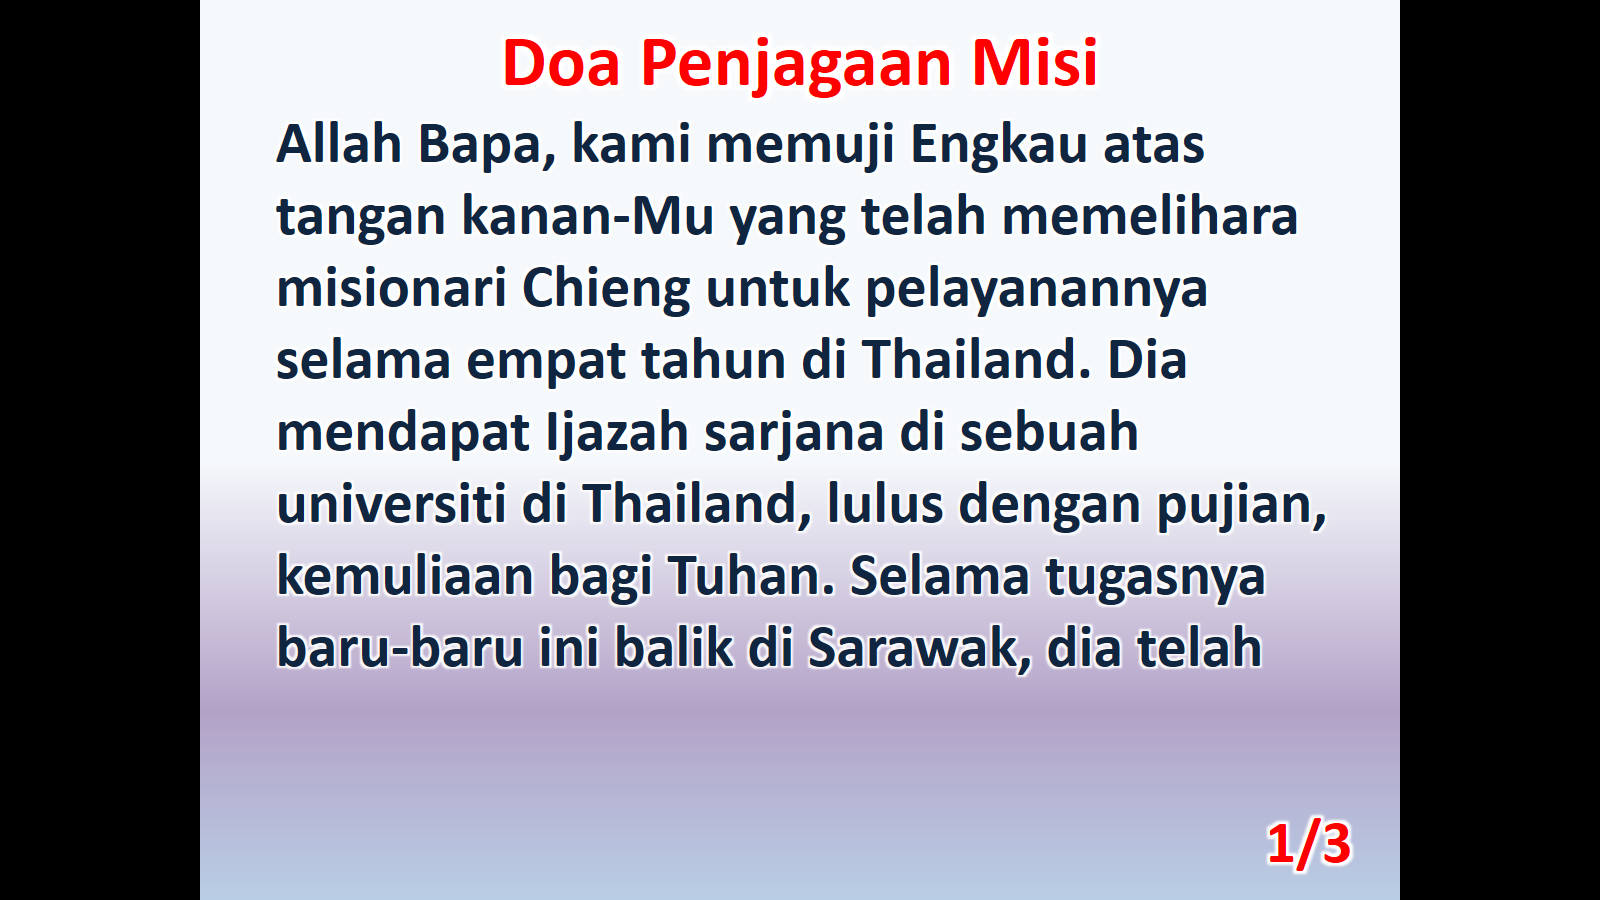 Doa Penjagaan Misi
Allah Bapa, kami memuji Engkau atas
tangan kanan-Mu yang telah memelihara
misionari Chieng untuk pelayanannya
selama empat tahun di Thailand. Dia
mendapat Ijazah sarjana di sebuah
universiti di Thailand, lulus dengan pujian,
kemuliaan bagi Tuhan. Selama tugasnya
baru-baru ini balik di Sarawak, dia telah
1/3